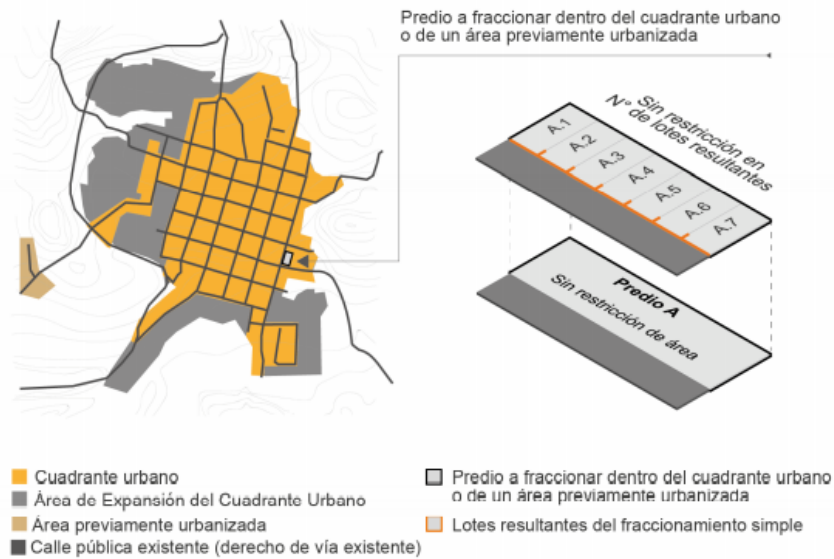 Predio a fraccionar dentro del cuadrante urbano
o de un área previamente urbanizada
Sin restricción en
N° de lotes resultantes
A.1
A.2
A.3
A.4
A.5
A.6
A.7
Predio A
Sin restricción de área
Cuadrante urbano
Área de Expansión del Cuadrante Urbano
Área previamente urbanizada
Calle pública existente (derecho de vía existente)
Predio a fraccionar dentro del cuadrante urbano
o de un área previamente urbanizada
Lotes resultantes del fraccionamiento simple